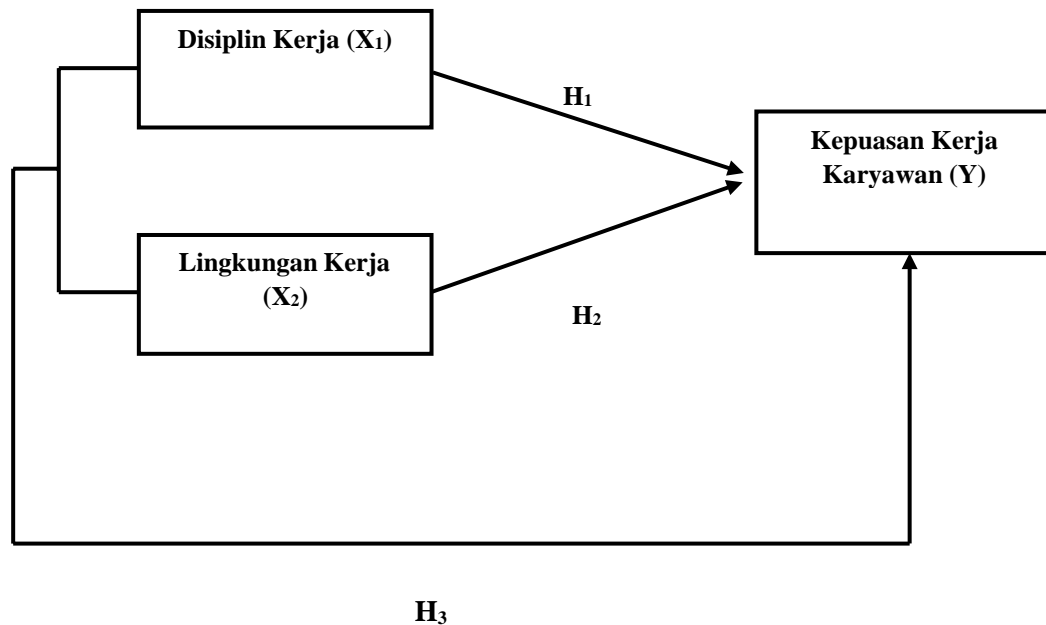 Disiplin Kerja (X₁)
H₁
Kepuasan Kerja
Karyawan (Y)
Lingkungan Kerja
(X₂)
H₂
H₃